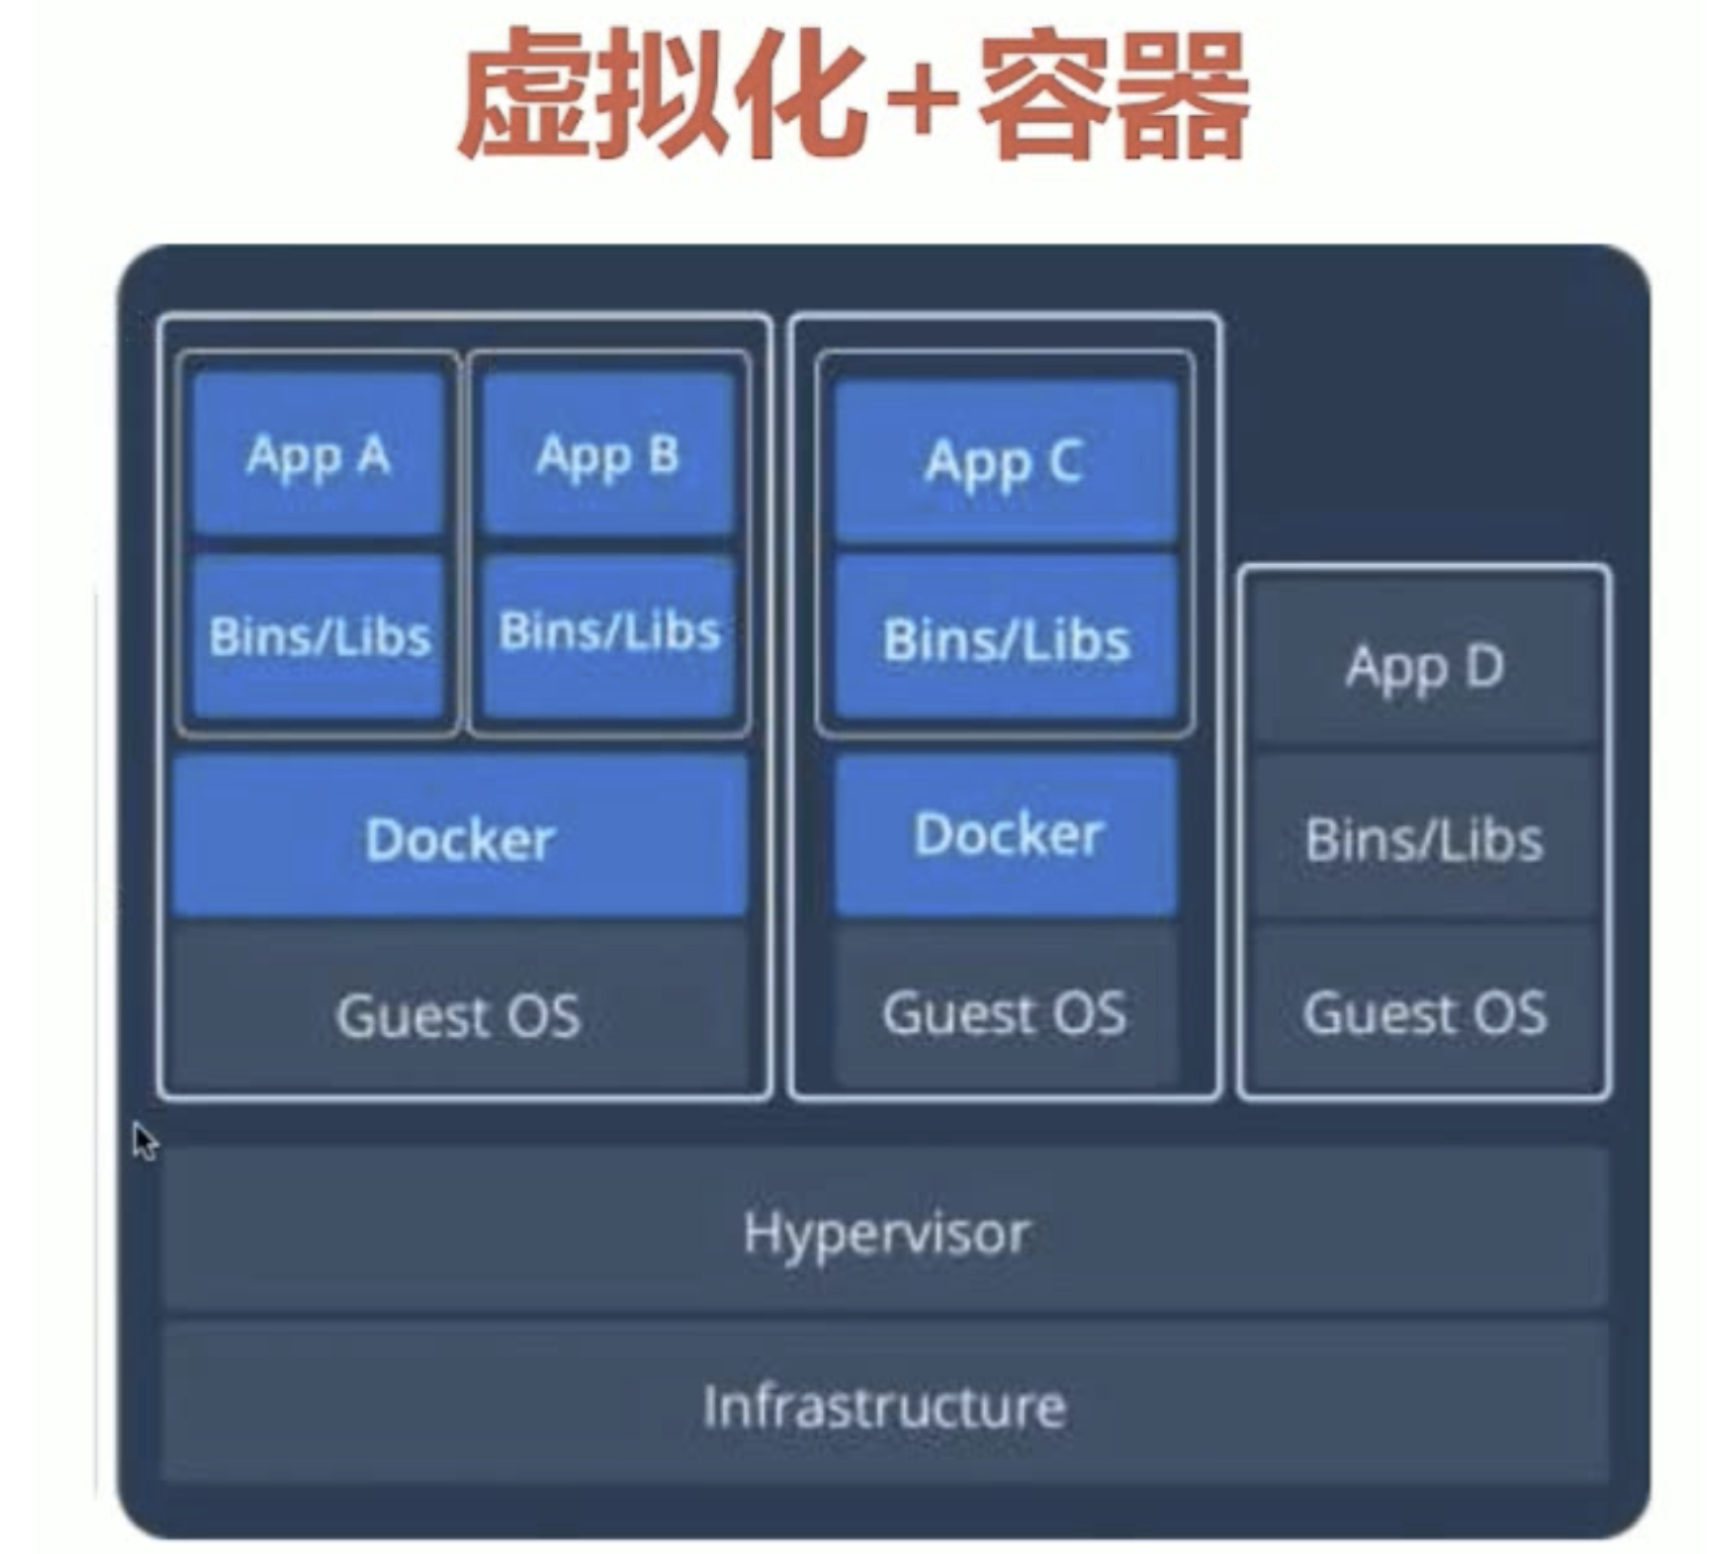 虚拟化+容器
App A
App B
App C
Bins/Libs
Bins/Libs
Bins/Libs
App D
Docker
Docker
Bins/Libs
Guest OS
Guest OS
Guest OS
Hypervisor
Infrastructure